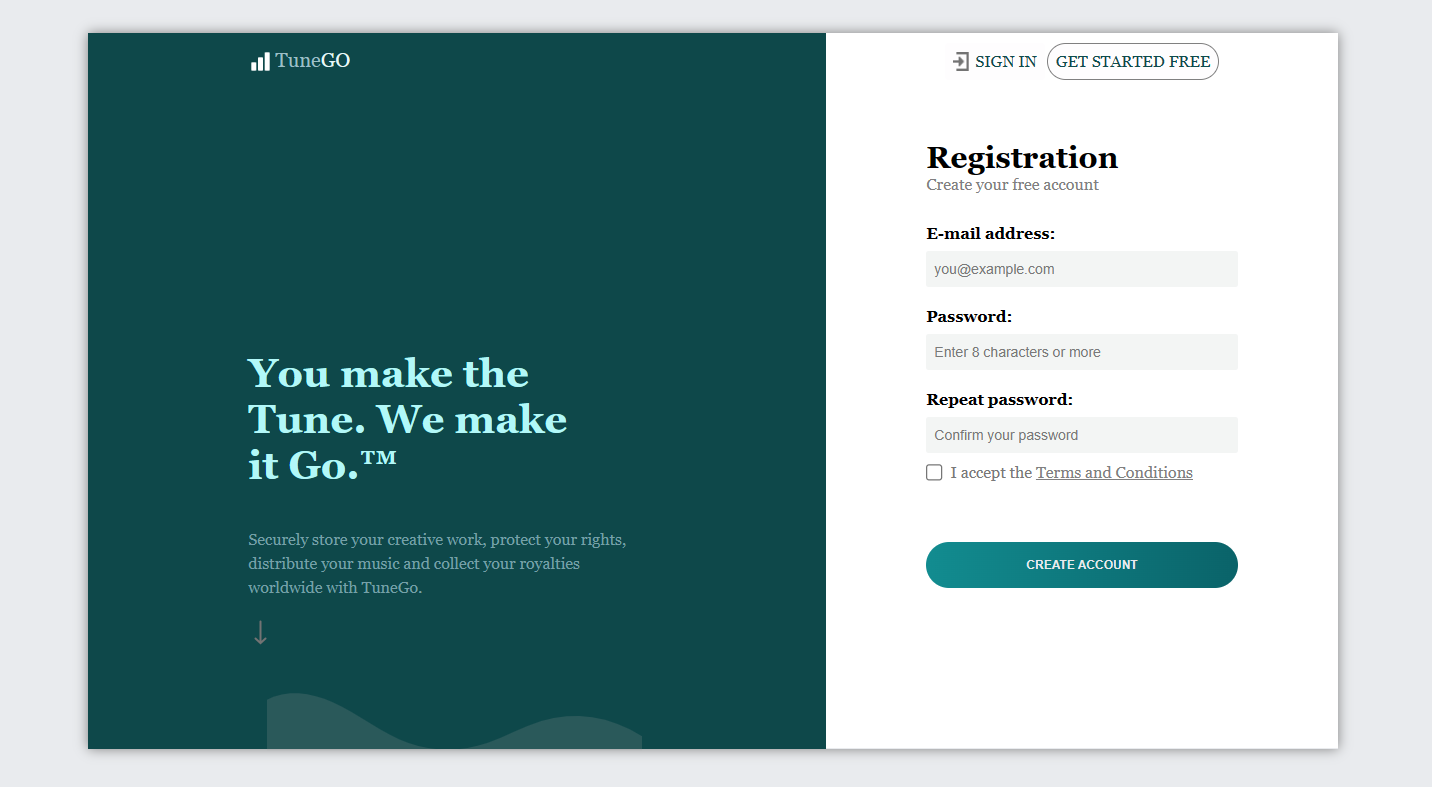 TuneGO
SIGN IN
GET STARTED FREE
You make the
Tune. We make
it Go.™
Securely store your creative work, protect your rights,
distribute your music and collect your royalties
worldwide with TuneGo.
Registration
Create your free account
E-mail address:
you@example.com
Password:
Enter 8 characters or more
Repeat password:
Confirm your password
I accept the Terms and Conditions
CREATE ACCOUNT